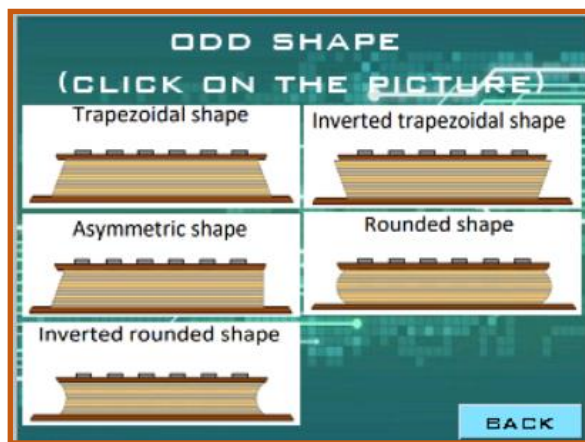 ODD SHAPE
(CLICK ON THE PICTURE)
Trapezoidal shape
Inverted trapezoidal shape
Asymmetric shape
Rounded shape
Inverted rounded shape
BACK